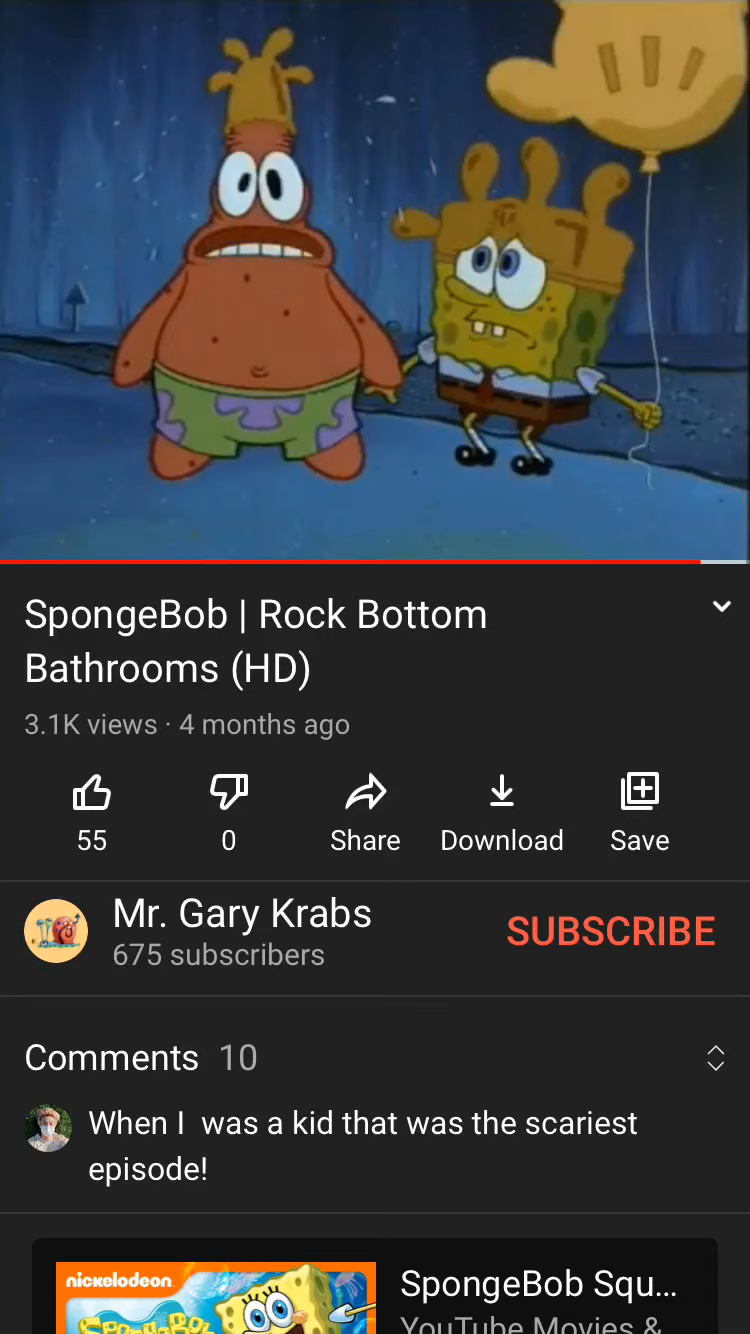 SpongeBob | Rock Bottom
Bathrooms (HD)
3.1K views · 4 months ago
55
0
Share
Download
Save
Mr. Gary Krabs
675 subscribers
SUBSCRIBE
Comments 10
When I  was a kid that was the scariest
episode!
nickelodeon
SpongeBob
SpongeBob Squ...
YouTube Movies &